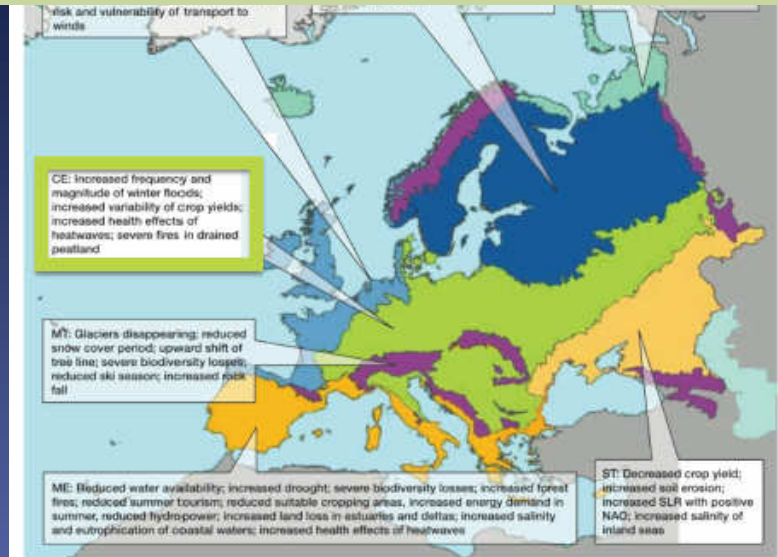 risk and vulnerability of transport to
winds
CE: Increased frequency and
magnitude of winter floods;
increased variability of crop yields;
increased health effects of
heatwaves; severe fires in drained
peatland
MT: Glaciers disappearing; reduced
snow cover period; upward shift of
tree line; severe biodiversity losses;
reduced ski season; increased rock
fall
ME: Reduced water availability; increased drought; severe biodiversity losses; increased forest
fires; reduced summer tourism; reduced suitable cropping areas, increased energy demand in
summer, reduced hydropower; increased land loss in estuaries and deltas; increased salinity
and eutrophication of coastal waters; increased health effects of heatwaves
ST: Decreased crop yield;
increased soil erosion;
increased SLR with positive
NAO; increased salinity of
inland seas